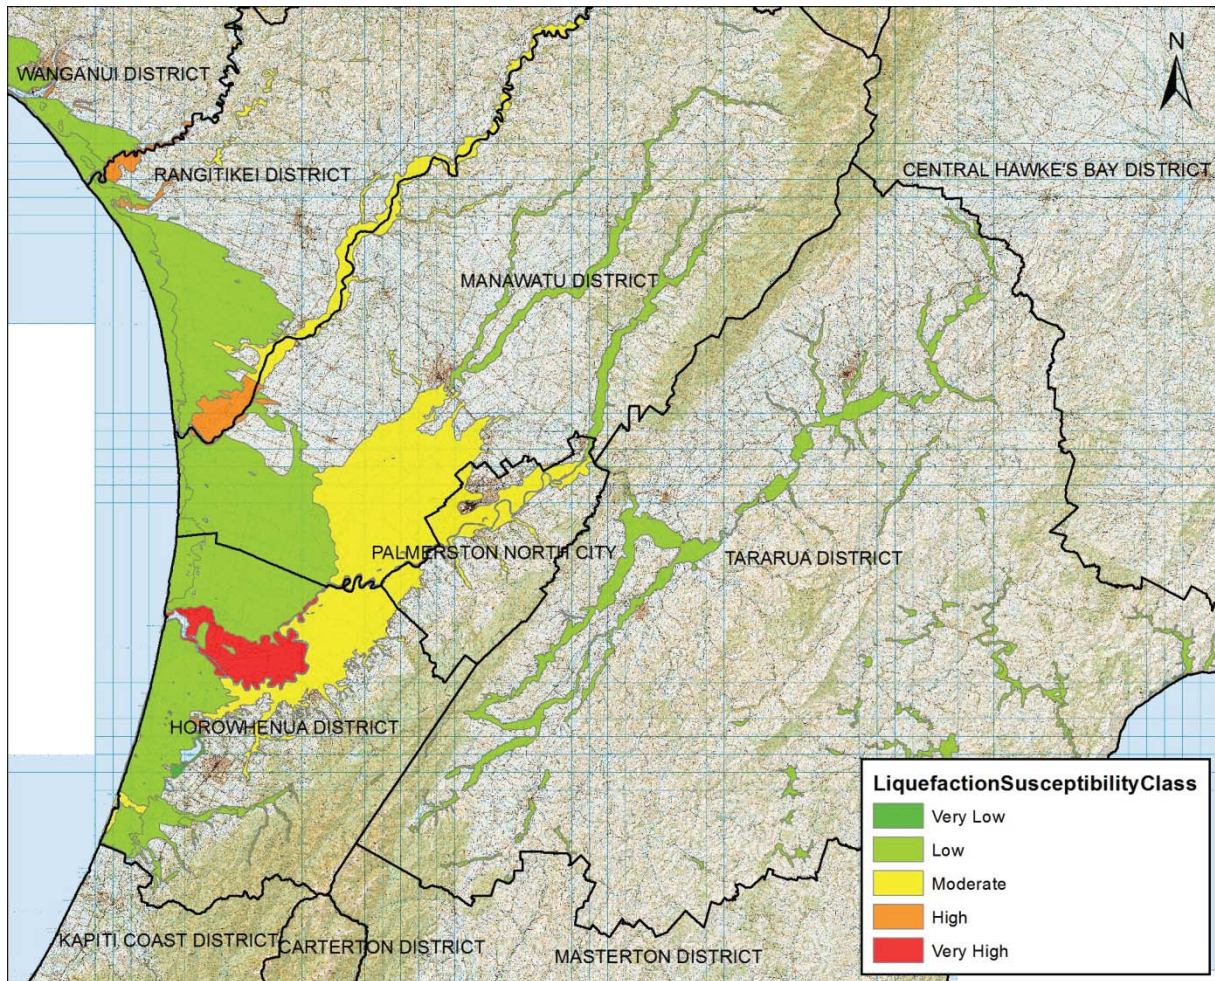 N
WANGANUI DISTRICT
RANGITIKEI DISTRICT
CENTRAL HAWKE'S BAY DISTRICT
MANAWATU DISTRICT
PALMERSTON NORTH CITY
TARARUA DISTRICT
HOROWHENUA DISTRICT
KAPITI COAST DISTRICT
CARTERTON DISTRICT
MASTERTON DISTRICT
LiquefactionSusceptibilityClass
Very Low
Low
Moderate
High
Very High